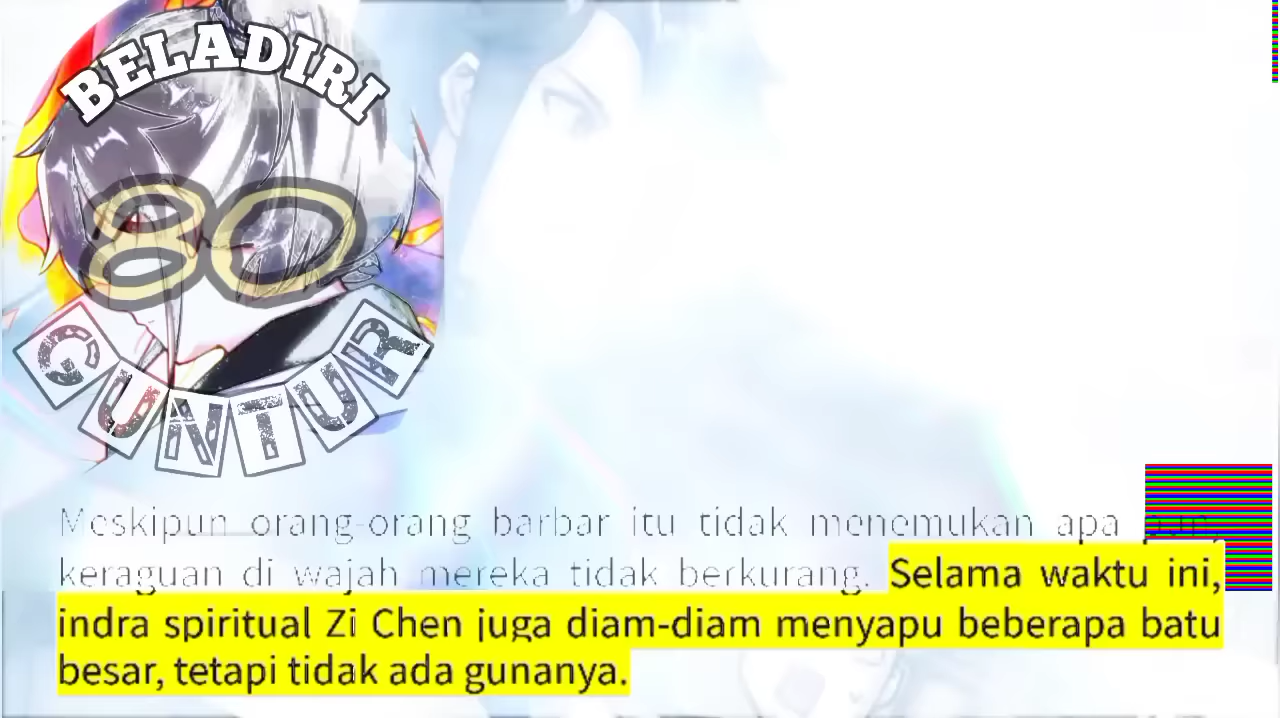 BELADIRI
80
GUNTUR
Meskipun orang-orang barbar itu tidak menemukan apa pun,
keraguan di wajah mereka tidak berkurang. Selama waktu ini,
indra spiritual Zi Chen juga diam-diam menyapu beberapa batu
besar, tetapi tidak ada gunanya.